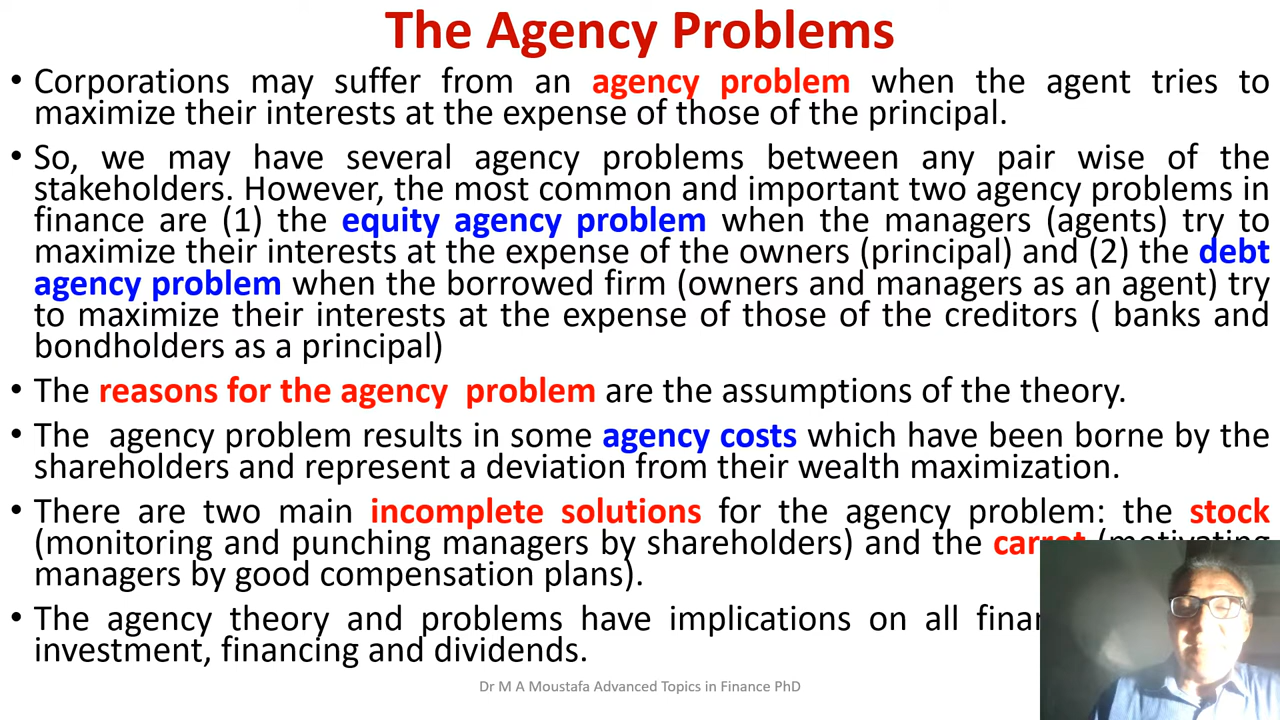 The Agency Problems
• Corporations may suffer from an agency problem when the agent tries to
maximize their interests at the expense of those of the principal.
• So, we may have several agency problems between any pair wise of the
stakeholders. However, the most common and important two agency problems in
finance are (1) the equity agency problem when the managers (agents) try to
maximize their interests at the expense of the owners (principal) and (2) the debt
agency problem when the borrowed firm (owners and managers as an agent) try
to maximize their interests at the expense of those of the creditors ( banks and
bondholders as a principal)
• The reasons for the agency problem are the assumptions of the theory.
• The agency problem results in some agency costs which have been borne by the
shareholders and represent a deviation from their wealth maximization.
• There are two main incomplete solutions for the agency problem: the stock
(monitoring and punching managers by shareholders) and the carrot (motivating
managers by good compensation plans).
• The agency theory and problems have implications on all
investment, financing and dividends.
Dr M A Moustafa Advanced Topics in Finance PhD